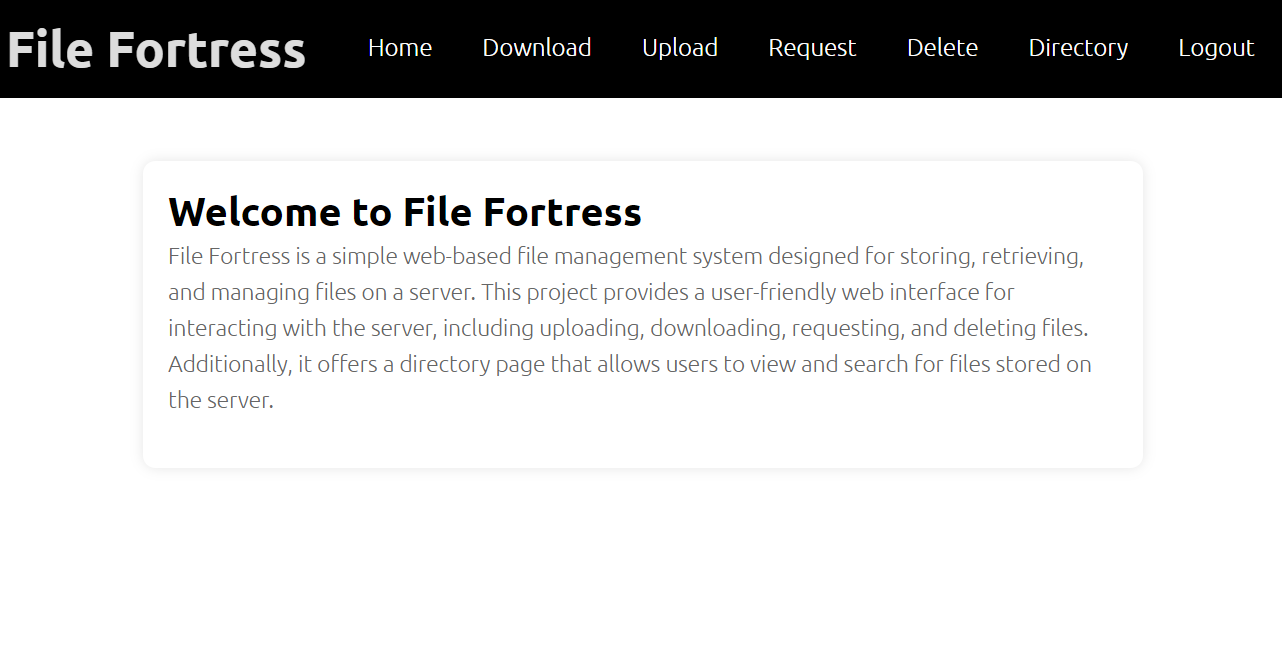 File Fortress
Home Download Upload Request Delete Directory Logout
Welcome to File Fortress
File Fortress is a simple web-based file management system designed for storing, retrieving,
and managing files on a server. This project provides a user-friendly web interface for
interacting with the server, including uploading, downloading, requesting, and deleting files.
Additionally, it offers a directory page that allows users to view and search for files stored on
the server.